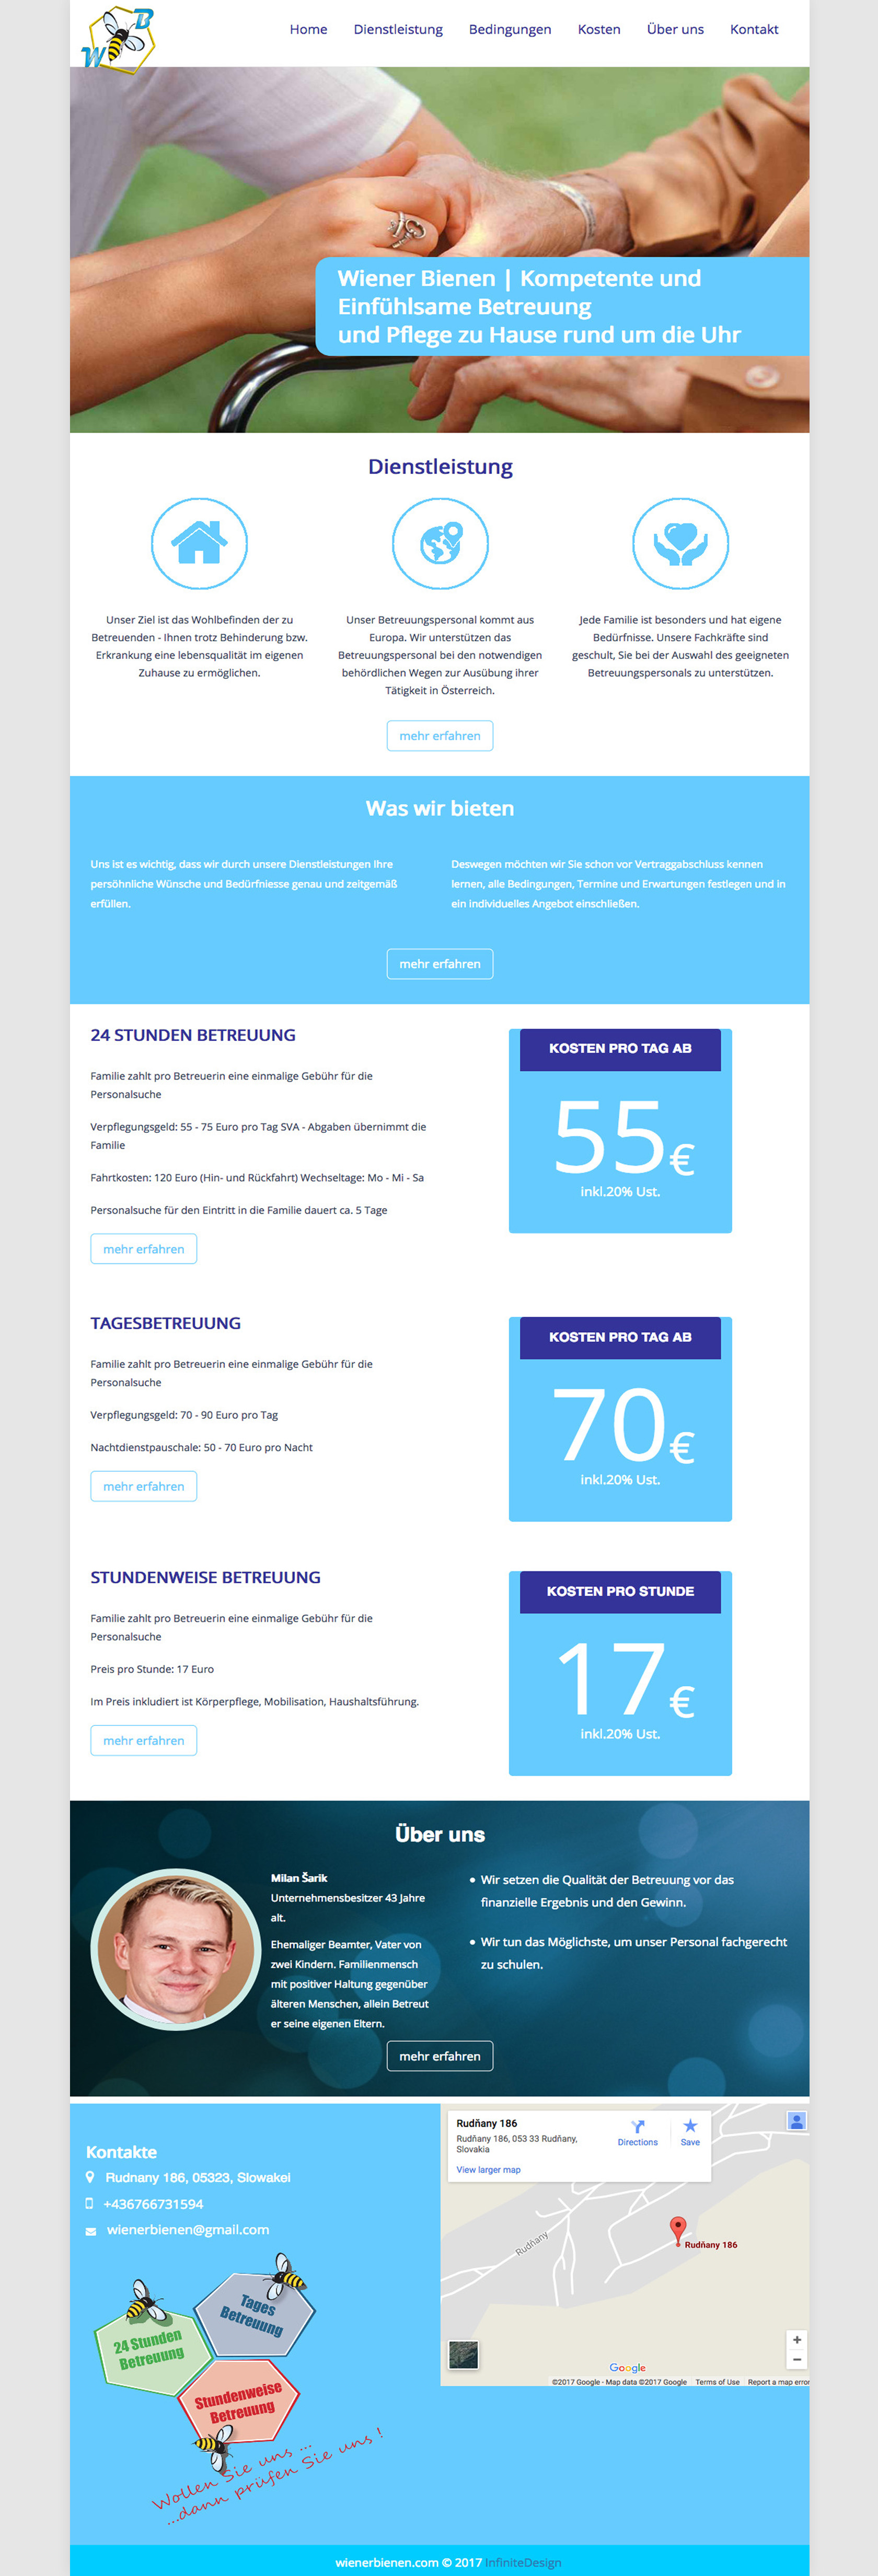 W B
Home Dienstleistung Bedingungen Kosten Über uns Kontakt
Wiener Bienen | Kompetente und
Einfühlsame Betreuung
und Pflege zu Hause rund um die Uhr
Dienstleistung
Unser Ziel ist das Wohlbefinden der zu
Betreuenden - Ihnen trotz Behinderung bzw.
Erkrankung eine lebensqualität im eigenen
Zuhause zu ermöglichen.
Unser Betreuungspersonal kommt aus
Europa. Wir unterstützen das
Betreuungspersonal bei den notwendigen
behördlichen Wegen zur Ausübung ihrer
Tätigkeit in Österreich.
Jede Familie ist besonders und hat eigene
Bedürfnisse. Unsere Fachkräfte sind
geschult, Sie bei der Auswahl des geeigneten
Betreuungspersonals zu unterstützen.
mehr erfahren
Was wir bieten
Uns ist es wichtig, dass wir durch unsere Dienstleistungen Ihre
persöhnliche Wünsche und Bedürfniesse genau und zeitgemäß
erfüllen.
Deswegen möchten wir Sie schon vor Vertraggabschluss kennen
lernen, alle Bedingungen, Termine und Erwartungen festlegen und in
ein individuelles Angebot einschließen.
mehr erfahren
24 STUNDEN BETREUUNG
Familie zahlt pro Betreuerin eine einmalige Gebühr für die
Personalsuche
Verpflegungsgeld: 55 - 75 Euro pro Tag SVA - Abgaben übernimmt die
Familie
Fahrtkosten: 120 Euro (Hin- und Rückfahrt) Wechseltage: Mo - Mi - Sa
Personalsuche für den Eintritt in die Familie dauert ca. 5 Tage
mehr erfahren
KOSTEN PRO TAG AB
55€
inkl.20% Ust.
TAGESBETREUUNG
Familie zahlt pro Betreuerin eine einmalige Gebühr für die
Personalsuche
Verpflegungsgeld: 70 - 90 Euro pro Tag
Nachtdienstpauschale: 50 - 70 Euro pro Nacht
mehr erfahren
KOSTEN PRO TAG AB
70€
inkl.20% Ust.
STUNDENWEISE BETREUUNG
Familie zahlt pro Betreuerin eine einmalige Gebühr für die
Personalsuche
Preis pro Stunde: 17 Euro
Im Preis inkludiert ist Körperpflege, Mobilisation, Haushaltsführung.
mehr erfahren
KOSTEN PRO STUNDE
17€
inkl.20% Ust.
Über uns
Milan Šarik
Unternehmensbesitzer 43 Jahre
alt.
Ehemaliger Beamter, Vater von
zwei Kindern. Familienmensch
mit positiver Haltung gegenüber
älteren Menschen, allein Betreut
er seine eigenen Eltern.
• Wir setzen die Qualität der Betreuung vor das
finanzielle Ergebnis und den Gewinn.
• Wir tun das Möglichste, um unser Personal fachgerecht
zu schulen.
mehr erfahren
Kontakte
Rudnany 186, 05323, Slowakei
+436766731594
wienerbienen@gmail.com
Tages
Betreuung
24 Stunden
Betreuung
Stundenweise
Betreuung
Wollen Sie uns ...
...dann prüfen Sie uns !
Rudňany 186
Rudňany 186, 053 33 Rudňany,
Slovakia
View larger map
Directions
Save
Rudňany
Rudňany 186
+
−
Google
©2017 Google - Map data ©2017 Google Terms of Use Report a map error
wienerbienen.com © 2017 InfiniteDesign